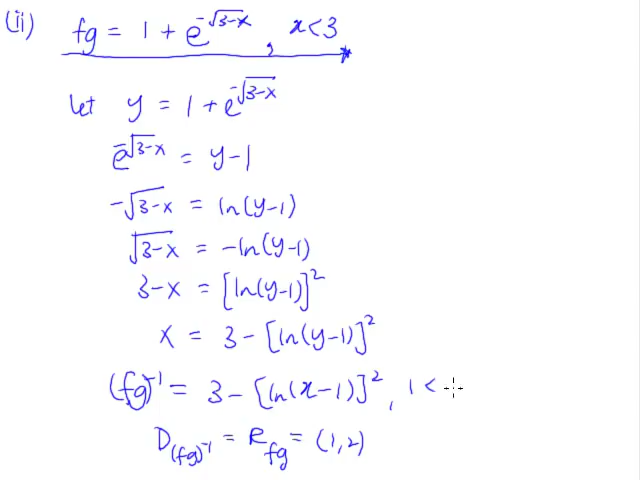 (ii) fg = 1 + e^{-√(3-x)}, x<3
Let y = 1 + e^{-√(3-x)}
e^{-√(3-x)} = y-1
-√(3-x) = ln(y-1)
√(3-x) = -ln(y-1)
3-x = [ln(y-1)]²
x = 3 - [ln(y-1)]²
(fg)⁻¹ = 3 - [ln(x-1)]², 1 <
D_{(fg)⁻¹} = R_{fg} = (1,2)